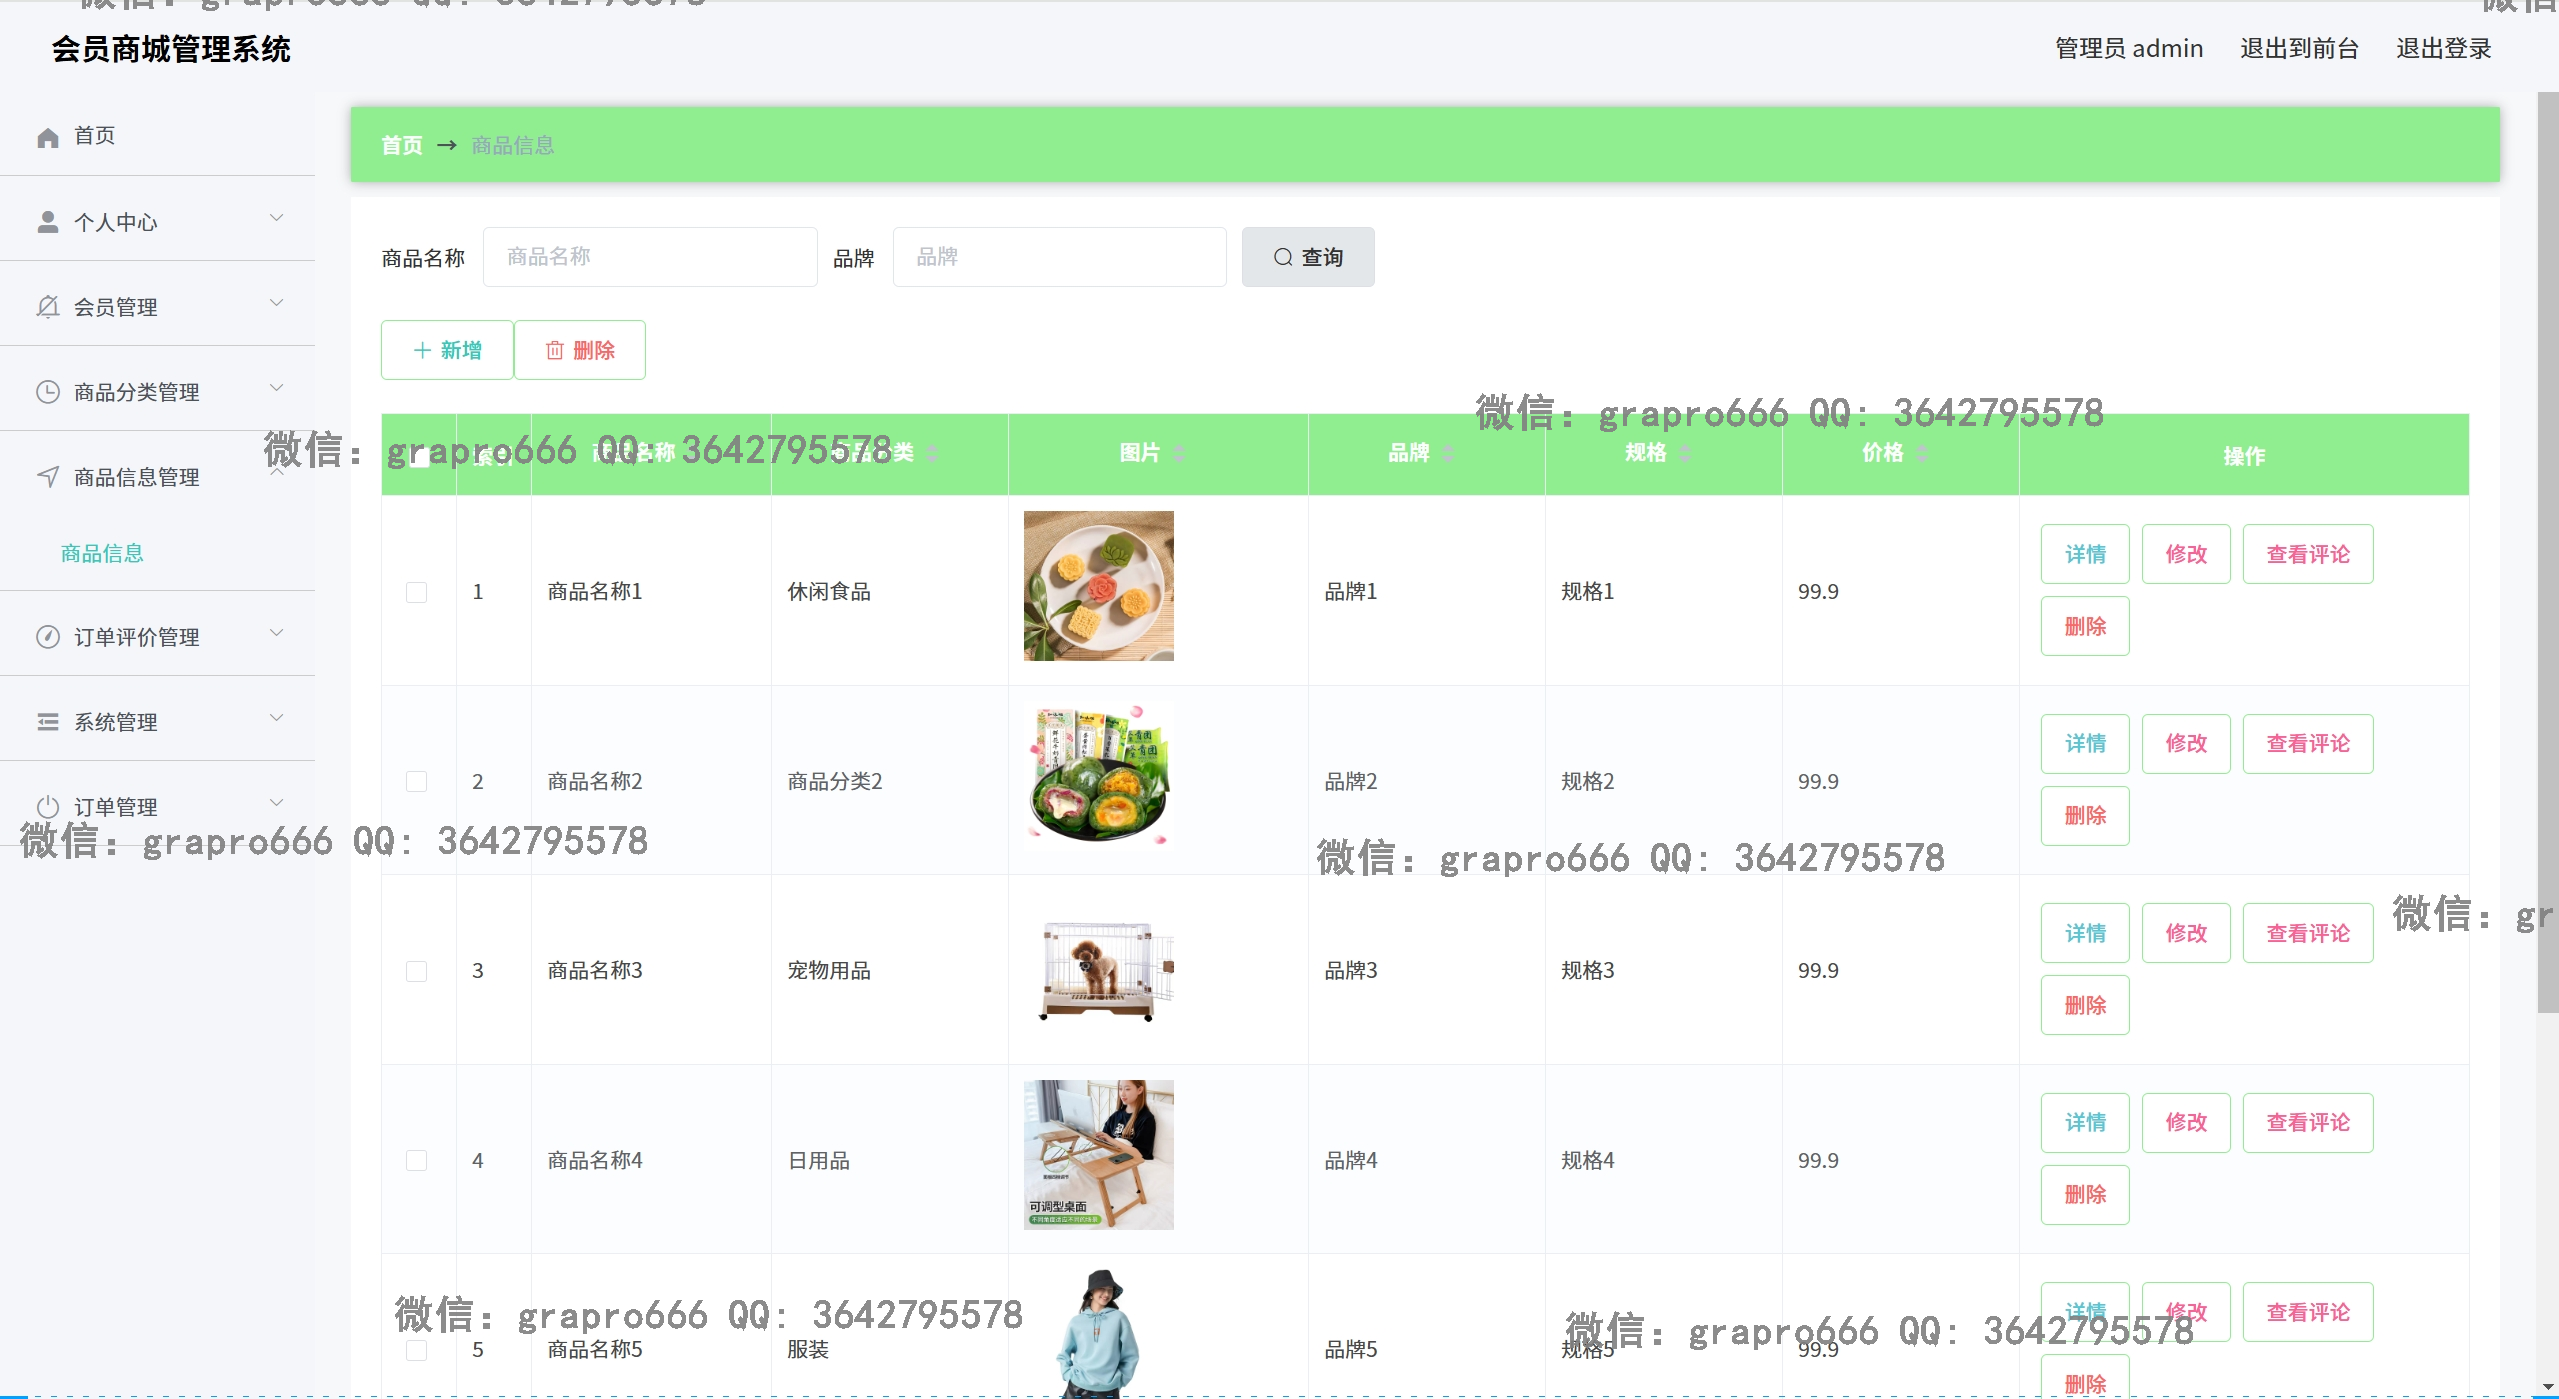 会员商城管理系统
管理员 admin 退出到前台 退出登录
首页
个人中心
会员管理
商品分类管理
商品信息管理
商品信息
订单评价管理
系统管理
订单管理
首页 → 商品信息
商品名称 商品名称 品牌 品牌 查询
新增 删除
图片 品牌 规格 价格 操作
1 商品名称1 休闲食品 品牌1 规格1 99.9 详情 修改 查看评论
删除
2 商品名称2 商品分类2 品牌2 规格2 99.9 详情 修改 查看评论
删除
3 商品名称3 宠物用品 品牌3 规格3 99.9 详情 修改 查看评论
删除
4 商品名称4 日用品 品牌4 规格4 99.9 详情 修改 查看评论
可调型桌面
删除
5 商品名称5 服装 品牌5 规格5 99.9 详情 修改 查看评论
删除
微信: grapro666 QQ: 3642795578
微信: grapro666 QQ: 3642795578
微信: grapro666 QQ: 3642795578
微信: grapro666 QQ: 3642795578
微信: gr
微信: grapro666 QQ: 3642795578
微信: grapro666 QQ: 3642795578